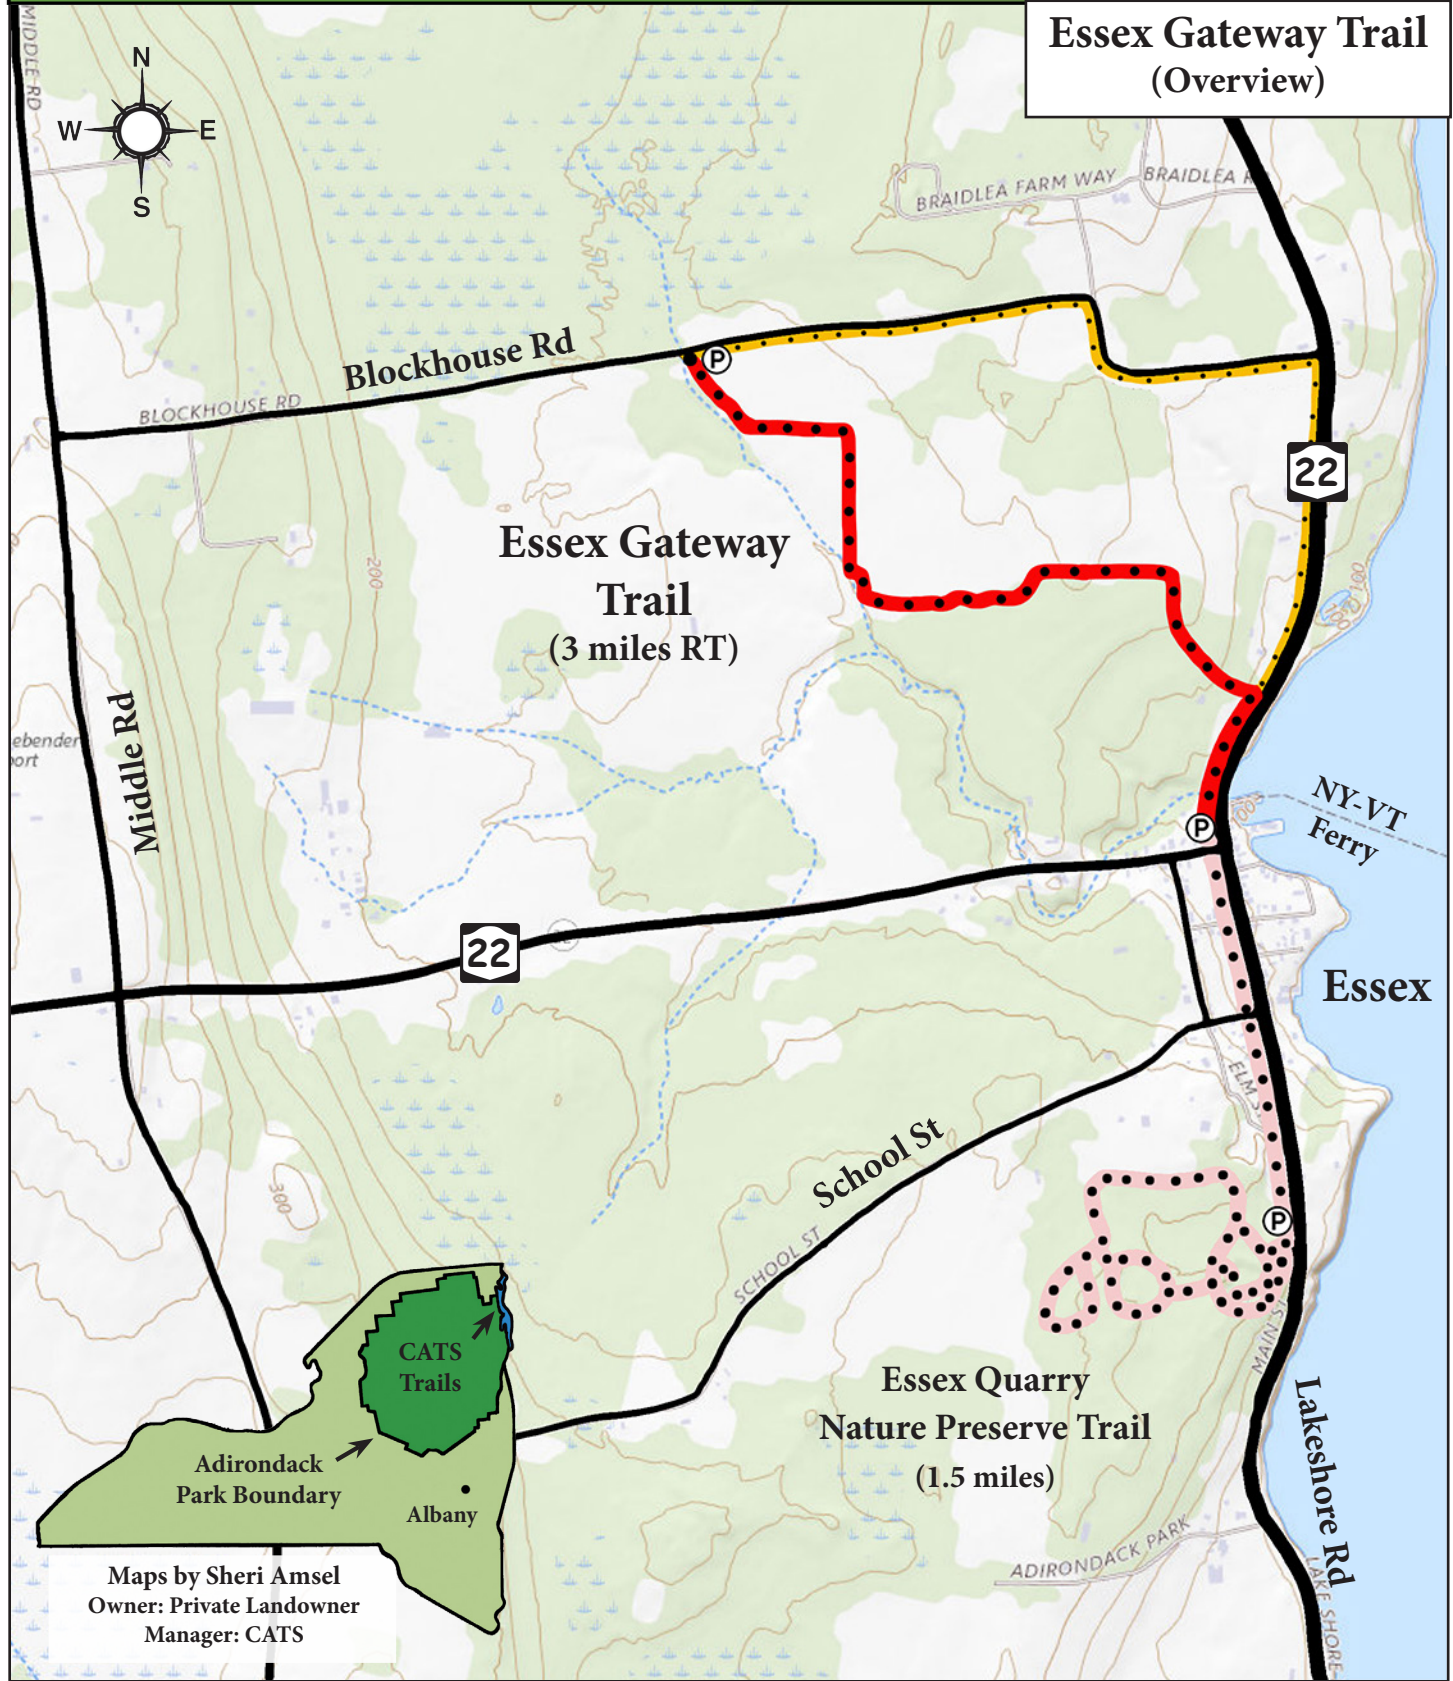 Essex Gateway Trail
(Overview)
MIDDLE RD
N
W
E
S
BRAIDLEA FARM WAY
BRAIDLEA R
Blockhouse Rd
P
BLOCKHOUSE RD
22
Essex Gateway
Trail
(3 miles RT)
200
100
Middle Rd
ebender
port
NY-VT
Ferry
P
22
Essex
ELM S
School St
SCHOOL ST
300
P
MAIN ST
CATS
Trails
Essex Quarry
Nature Preserve Trail
(1.5 miles)
Lakeshore Rd
Adirondack
Park Boundary
Albany
ADIRONDACK PARK
LAKE SHORE
Maps by Sheri Amsel
Owner: Private Landowner
Manager: CATS